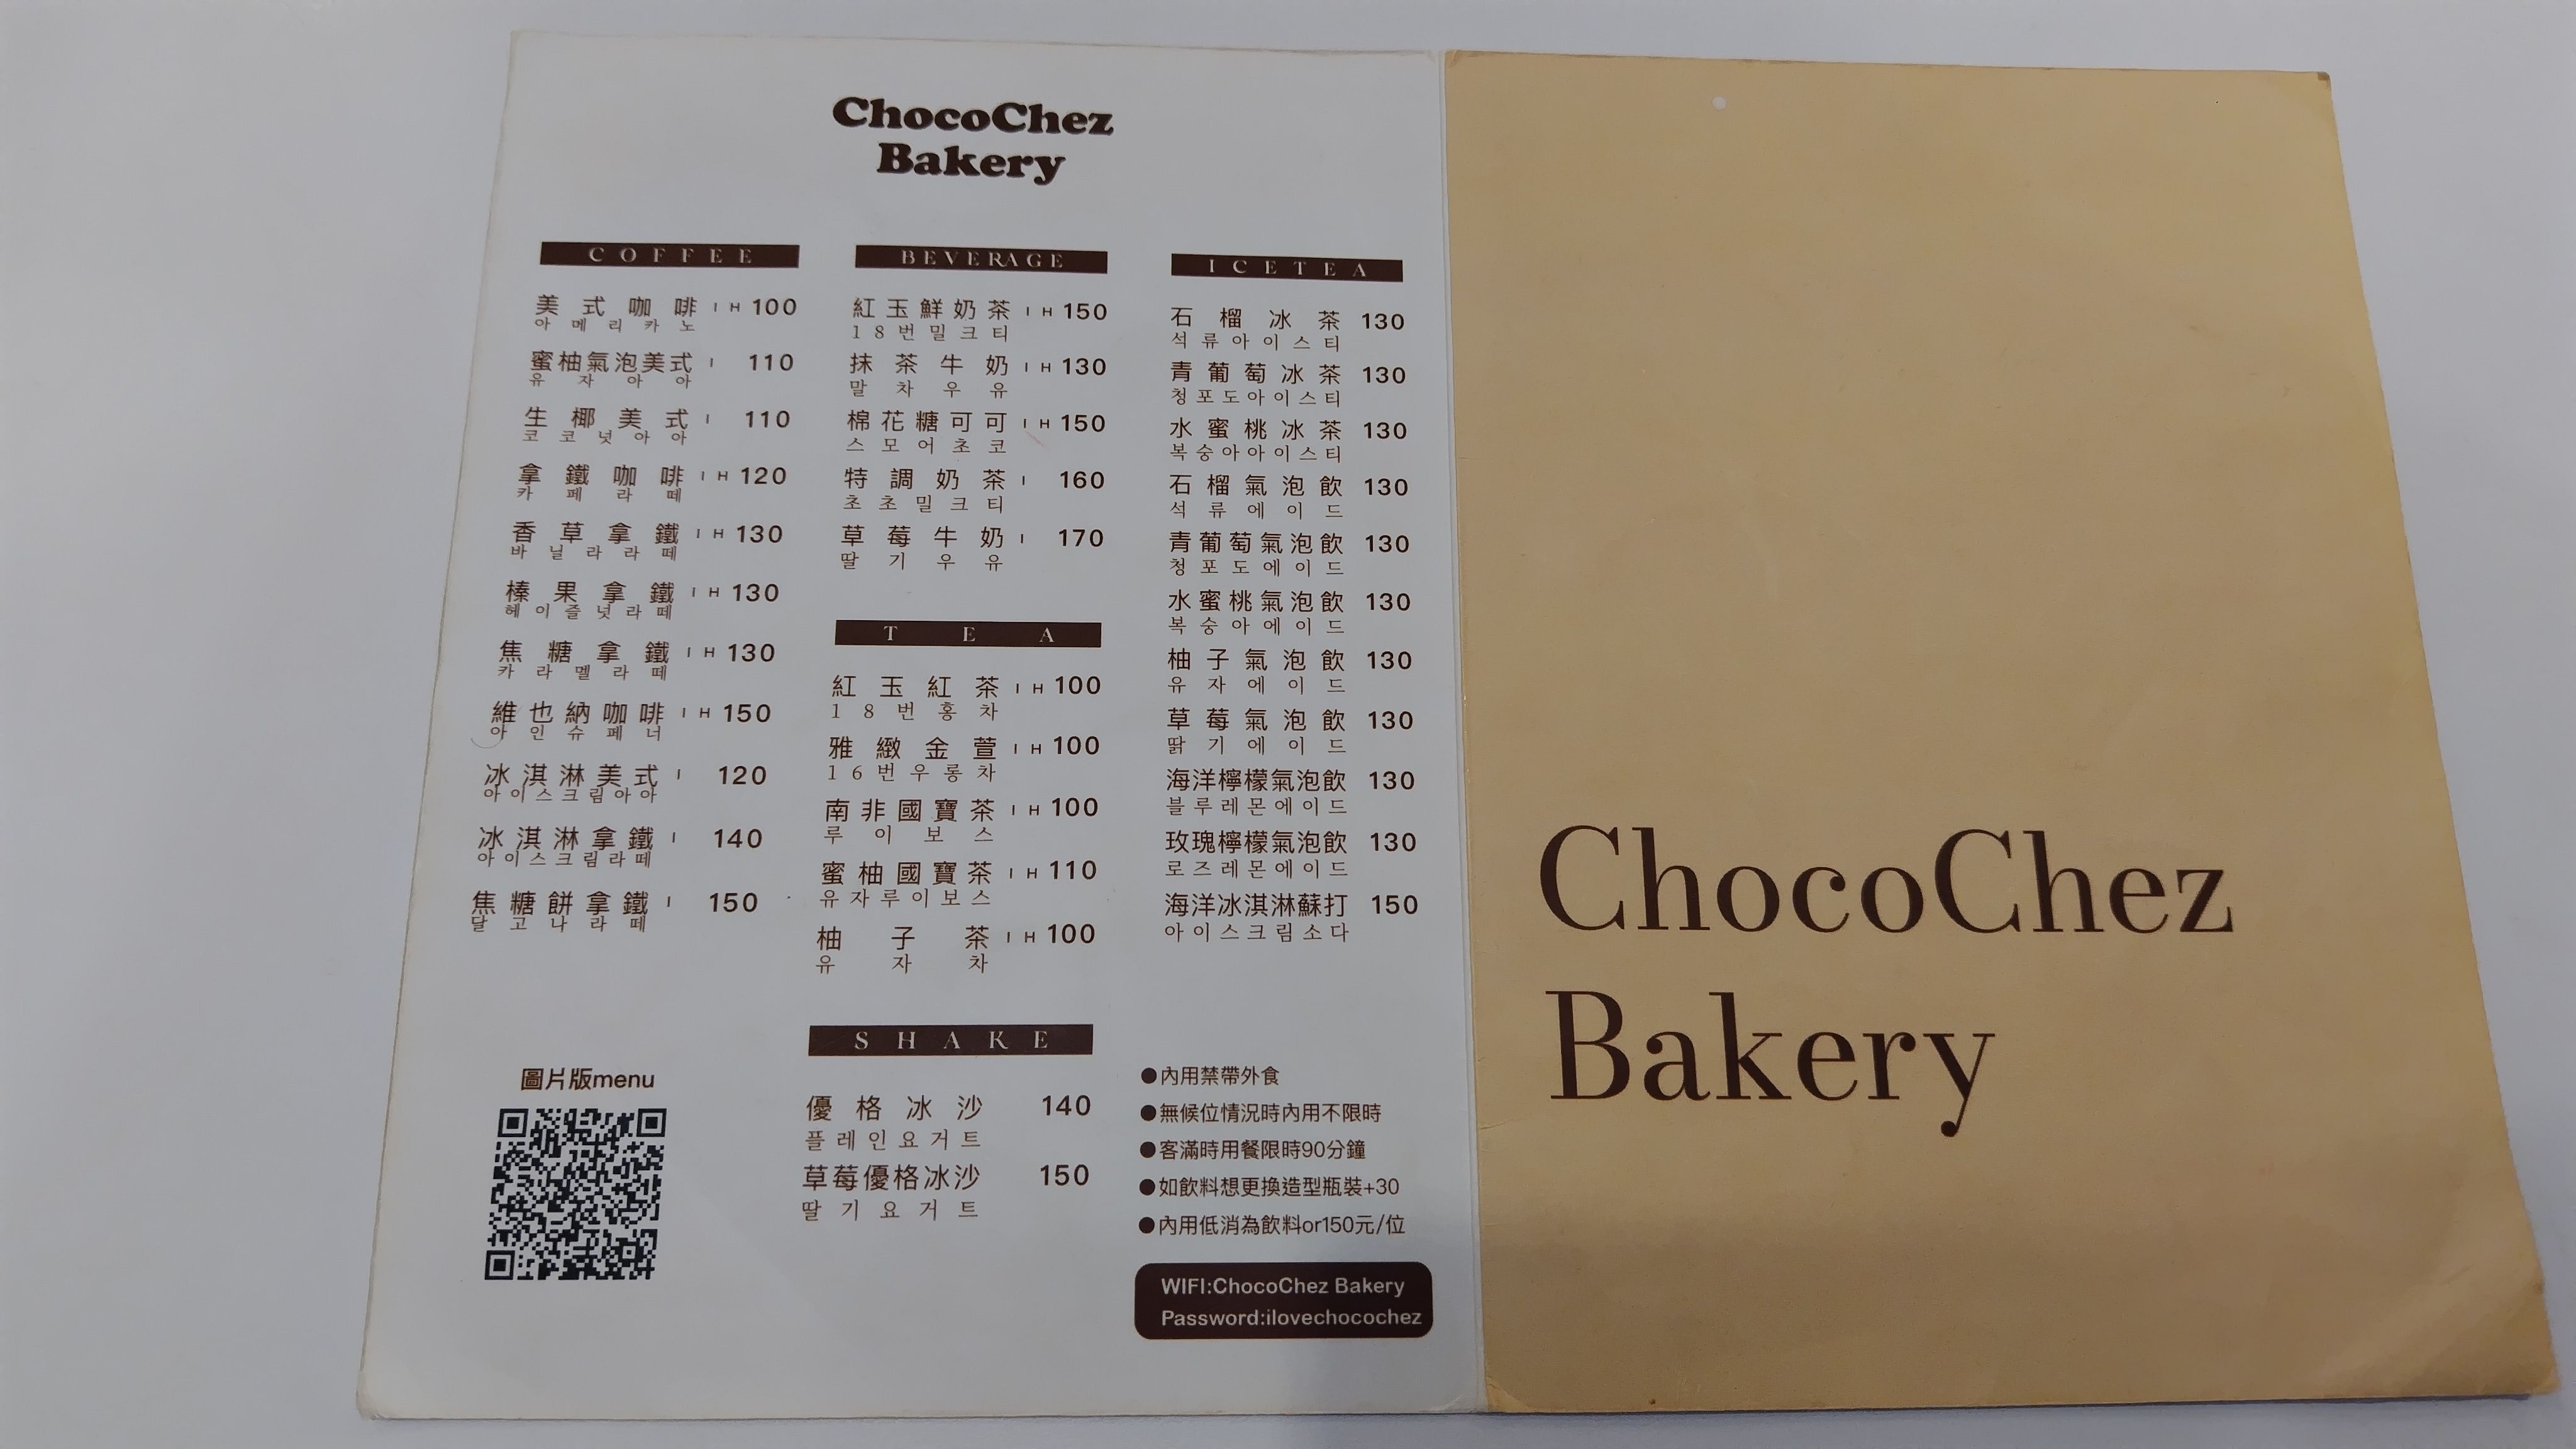 ChocoChez
Bakery
COFFEE
美式咖啡 I H 100
아메리카노
蜜柚氣泡美式 I 110
유자아아
生椰美式 I 110
코코넛아아
拿鐵咖啡 I H 120
카페라떼
香草拿鐵 I H 130
바닐라라떼
榛果拿鐵 I H 130
헤이즐넛라떼
焦糖拿鐵 I H 130
카라멜라떼
維也納咖啡 I H 150
아인슈페너
冰淇淋美式 I 120
아이스크림아아
冰淇淋拿鐵 I 140
아이스크림라떼
焦糖餅拿鐵 I 150
달고나라떼
圖片版menu
BEVERAGE
紅玉鮮奶茶 I H 150
18번밀크티
抹茶牛奶 I H 130
말차우유
棉花糖可可 I H 150
스모어초코
特調奶茶 I 160
초초밀크티
草莓牛奶 I 170
딸기우유
TEA
紅玉紅茶 I H 100
18번홍차
雅緻金萱 I H 100
16번우롱차
南非國寶茶 I H 100
루이보스
蜜柚國寶茶 I H 110
유자루이보스
柚子茶 I H 100
유자차
SHAKE
優格冰沙 140
플레인요거트
草莓優格冰沙 150
딸기요거트
ICETEA
石榴冰茶 130
석류아이스티
青葡萄冰茶 130
청포도아이스티
水蜜桃冰茶 130
복숭아아이스티
石榴氣泡飲 130
석류에이드
青葡萄氣泡飲 130
청포도에이드
水蜜桃氣泡飲 130
복숭아에이드
柚子氣泡飲 130
유자에이드
草莓氣泡飲 130
딹기에이드
海洋檸檬氣泡飲 130
블루레몬에이드
玫瑰檸檬氣泡飲 130
로즈레몬에이드
海洋冰淇淋蘇打 150
아이스크림소다
●內用禁帶外食
●無候位情況時內用不限時
●客滿時用餐限時90分鐘
●如飲料想更換造型瓶裝+30
●內用低消為飲料or150元/位
WIFI:ChocoChez Bakery
Password:ilovechocochez
ChocoChez
Bakery